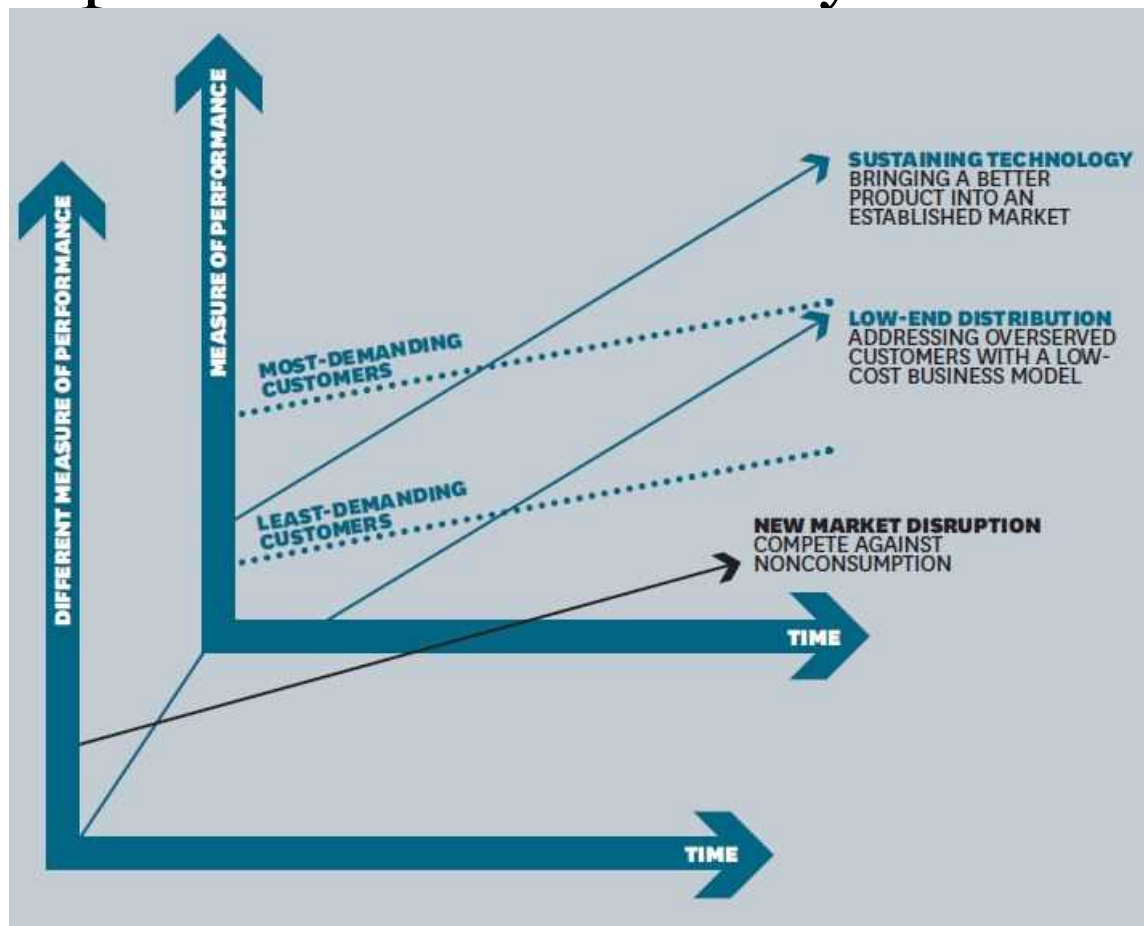 DIFFERENT MEASURE OF PERFORMANCE
MEASURE OF PERFORMANCE
SUSTAINING TECHNOLOGY
BRINGING A BETTER
PRODUCT INTO AN
ESTABLISHED MARKET
MOST-DEMANDING
CUSTOMERS
LOW-END DISTRIBUTION
ADDRESSING OVERSERVED
CUSTOMERS WITH A LOW-
COST BUSINESS MODEL
LEAST-DEMANDING
CUSTOMERS
NEW MARKET DISRUPTION
COMPETE AGAINST
NONCONSUMPTION
TIME
TIME